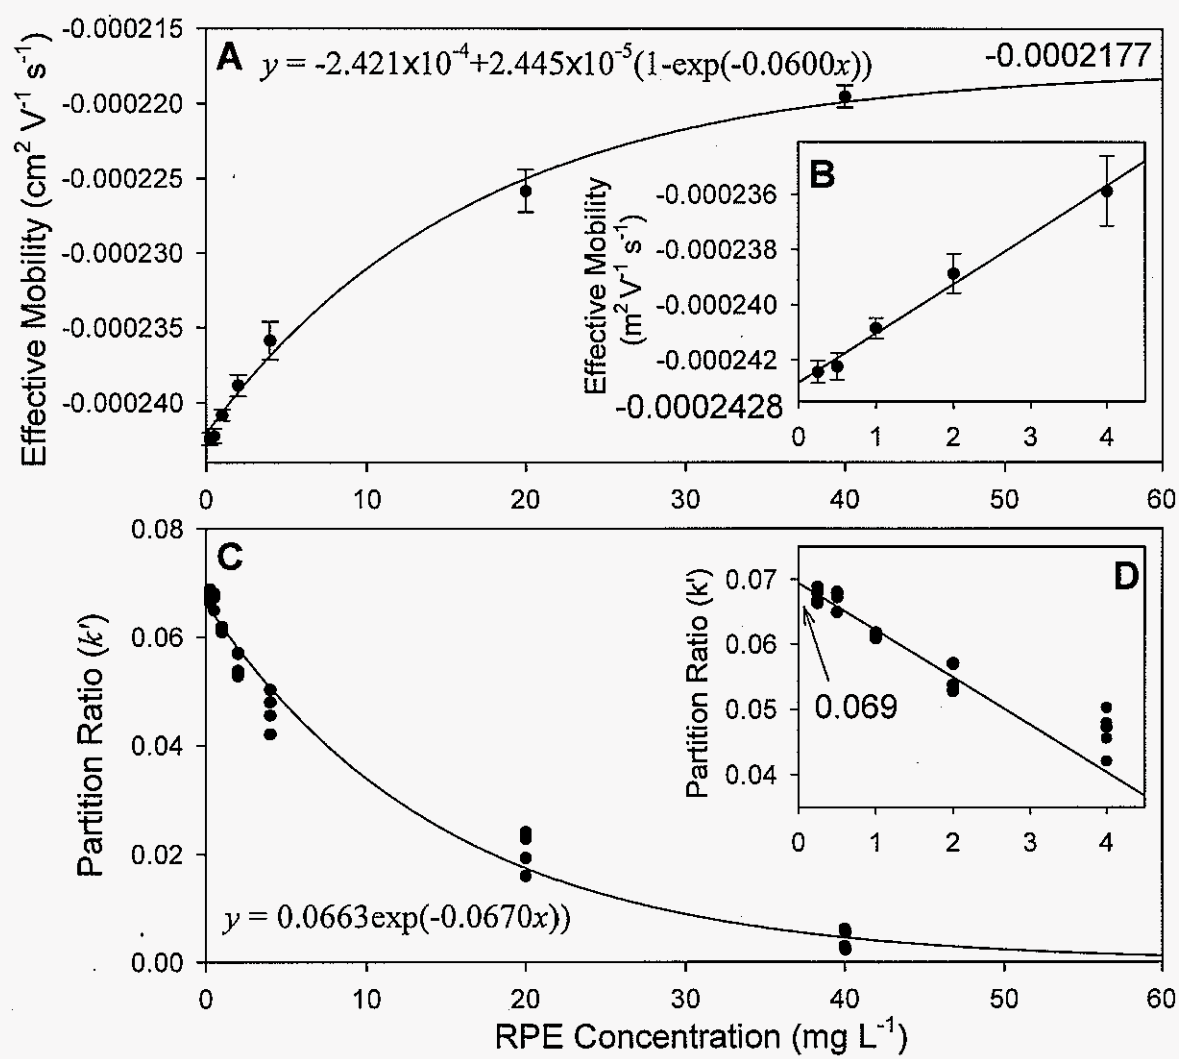 A
y = -2.421x10⁻⁴+2.445x10⁻⁵(1-exp(-0.0600x))
-0.0002177
Effective Mobility (cm² V⁻¹ s⁻¹)
-0.000215
-0.000220
-0.000225
-0.000230
-0.000235
-0.000240
0 10 20 30 40 50 60
B
Effective Mobility
(m² V⁻¹ s⁻¹)
-0.000236
-0.000238
-0.000240
-0.000242
-0.0002428
0 1 2 3 4
C
Partition Ratio (k')
0.08
0.06
0.04
0.02
0.00
y = 0.0663exp(-0.0670x))
0 10 20 30 40 50 60
RPE Concentration (mg L⁻¹)
D
Partition Ratio (k')
0.07
0.06
0.05
0.04
0.069
0 1 2 3 4